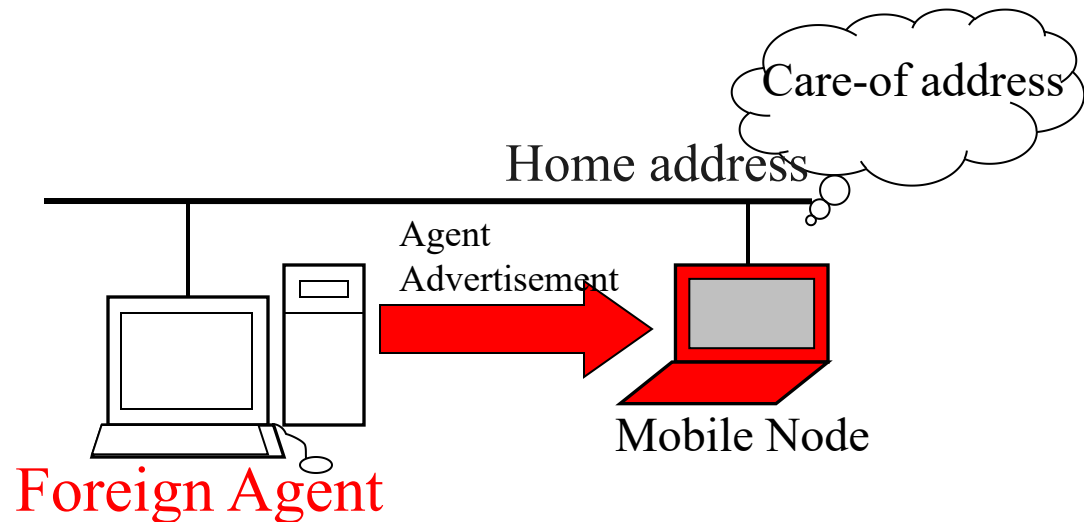 Care-of address
Home address
Agent
Advertisement
Mobile Node
Foreign Agent